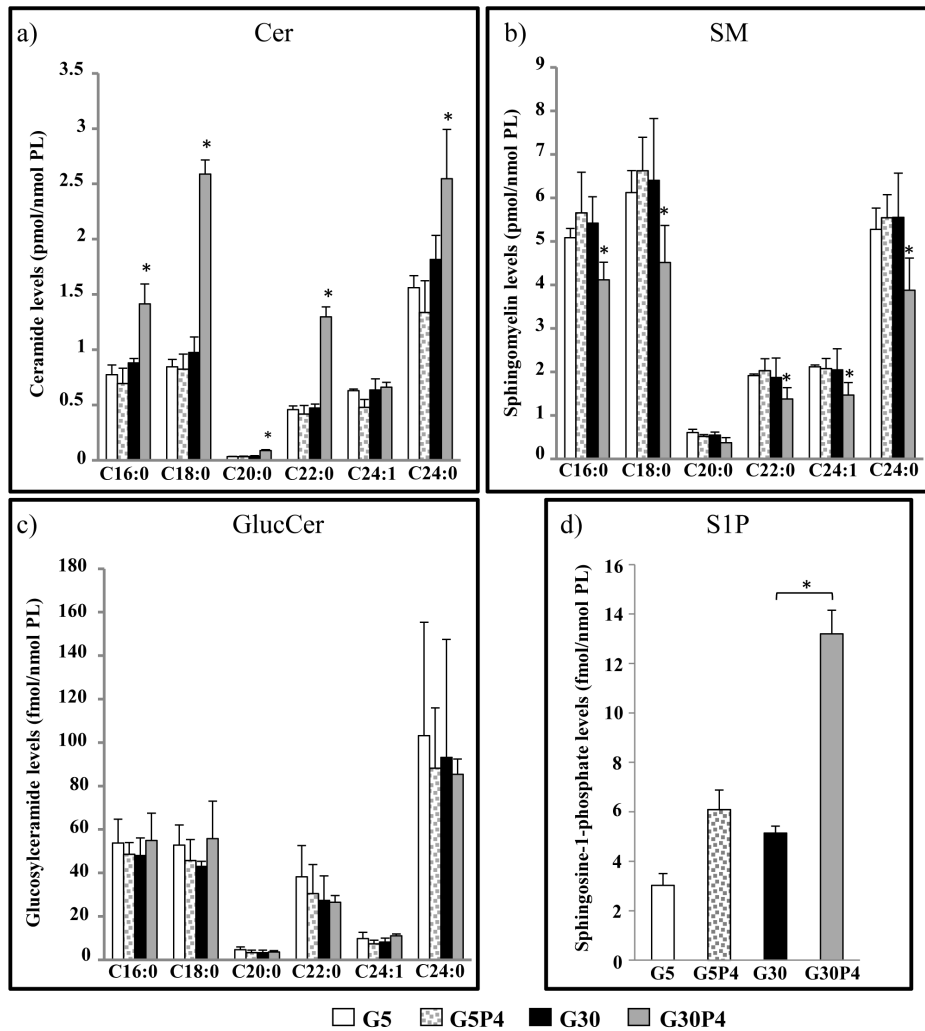 a) Cer
Ceramide levels (pmol/nmol PL)
3.5
3
2.5
2
1.5
1
0.5
0
* * * * *
C16:0 C18:0 C20:0 C22:0 C24:1 C24:0
b) SM
Sphingomyelin levels (pmol/nmol PL)
9
8
7
6
5
4
3
2
1
0
* * * * *
C16:0 C18:0 C20:0 C22:0 C24:1 C24:0
c) GlucCer
Glucosylceramide levels (fmol/nmol PL)
180
160
140
120
100
80
60
40
20
0
C16:0 C18:0 C20:0 C22:0 C24:1 C24:0
d) S1P
Sphingosine-1-phosphate levels (fmol/nmol PL)
16
14
12
10
8
6
4
2
0
*
G5 G5P4 G30 G30P4
G5 G5P4 G30 G30P4